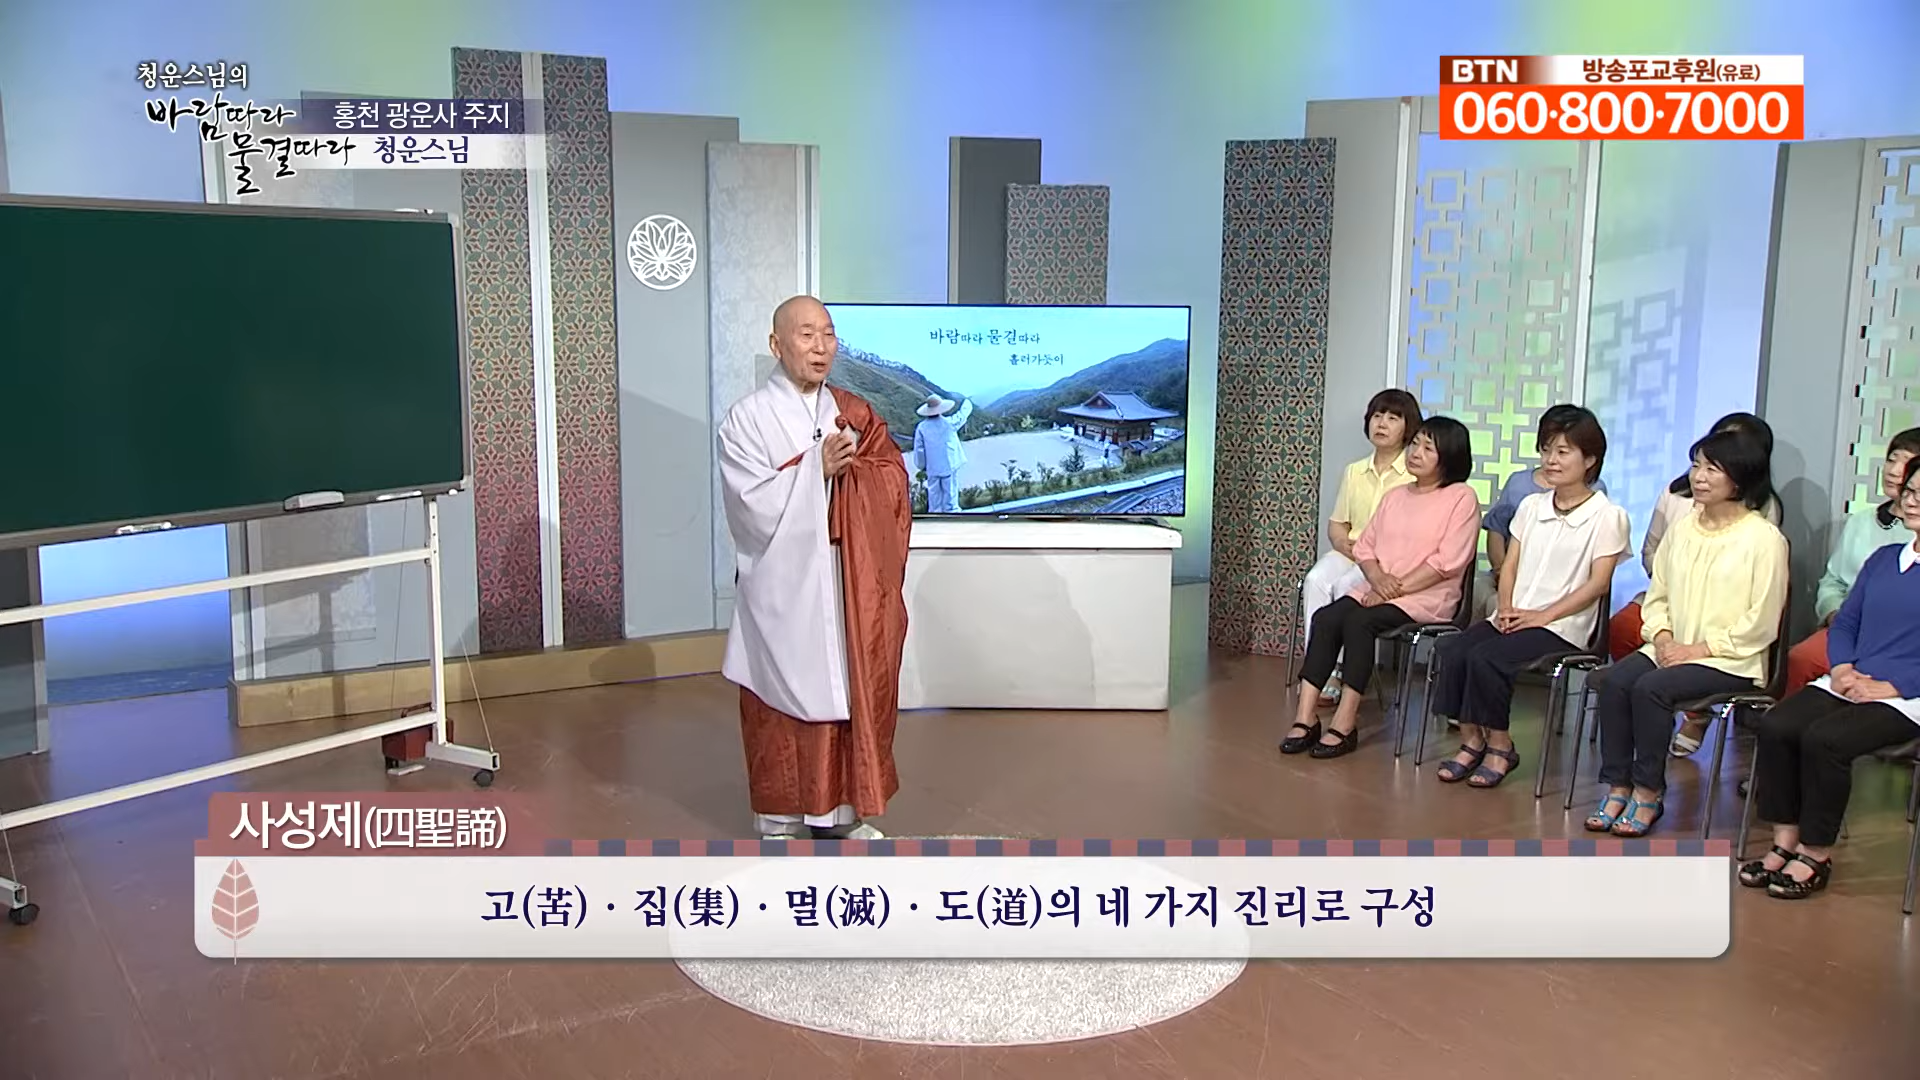 청운스님의
바람따라
물결따라
홍천 광운사 주지
청운스님
BTN 방송포교후원(유료)
060·800·7000
바람따라 물결따라
흘러가듯이
사성제(四聖諦)
고(苦)·집(集)·멸(滅)·도(道)의 네 가지 진리로 구성